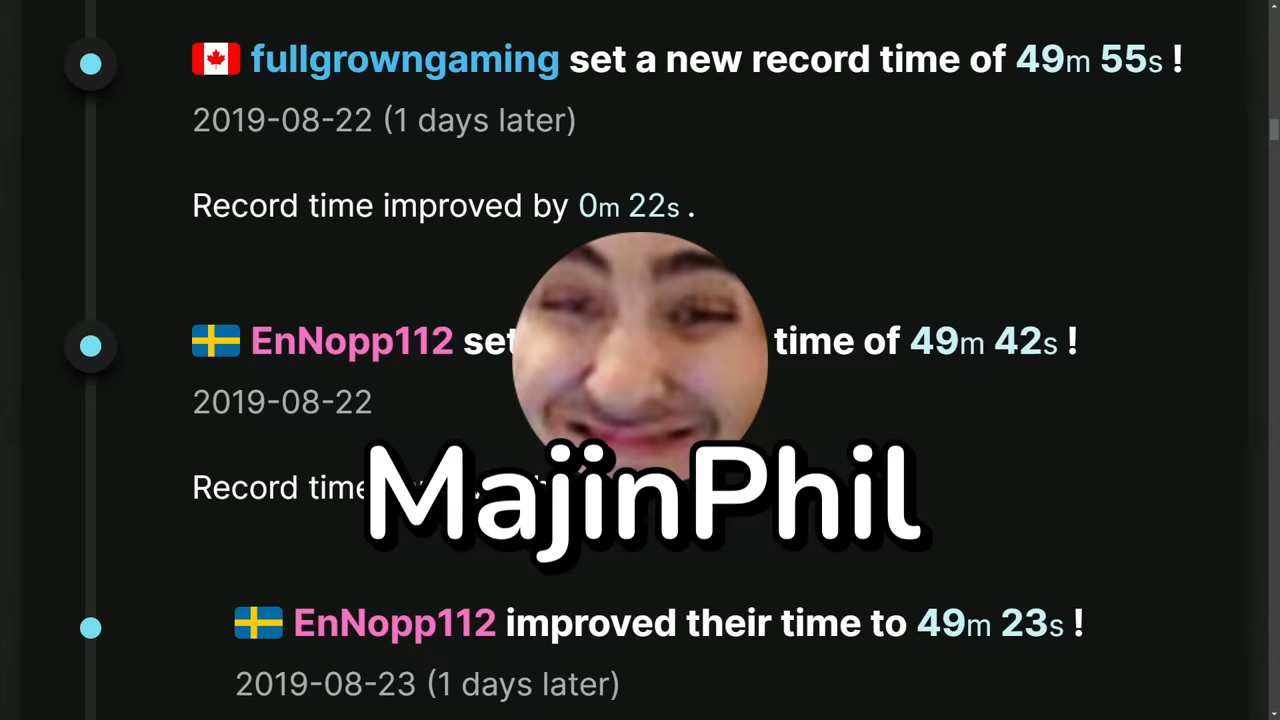 fullgrowngaming set a new record time of 49m 55s !
2019-08-22 (1 days later)
Record time improved by 0m 22s .
EnNopp112 set time of 49m 42s !
2019-08-22
Record time
MajinPhil
EnNopp112 improved their time to 49m 23s !
2019-08-23 (1 days later)